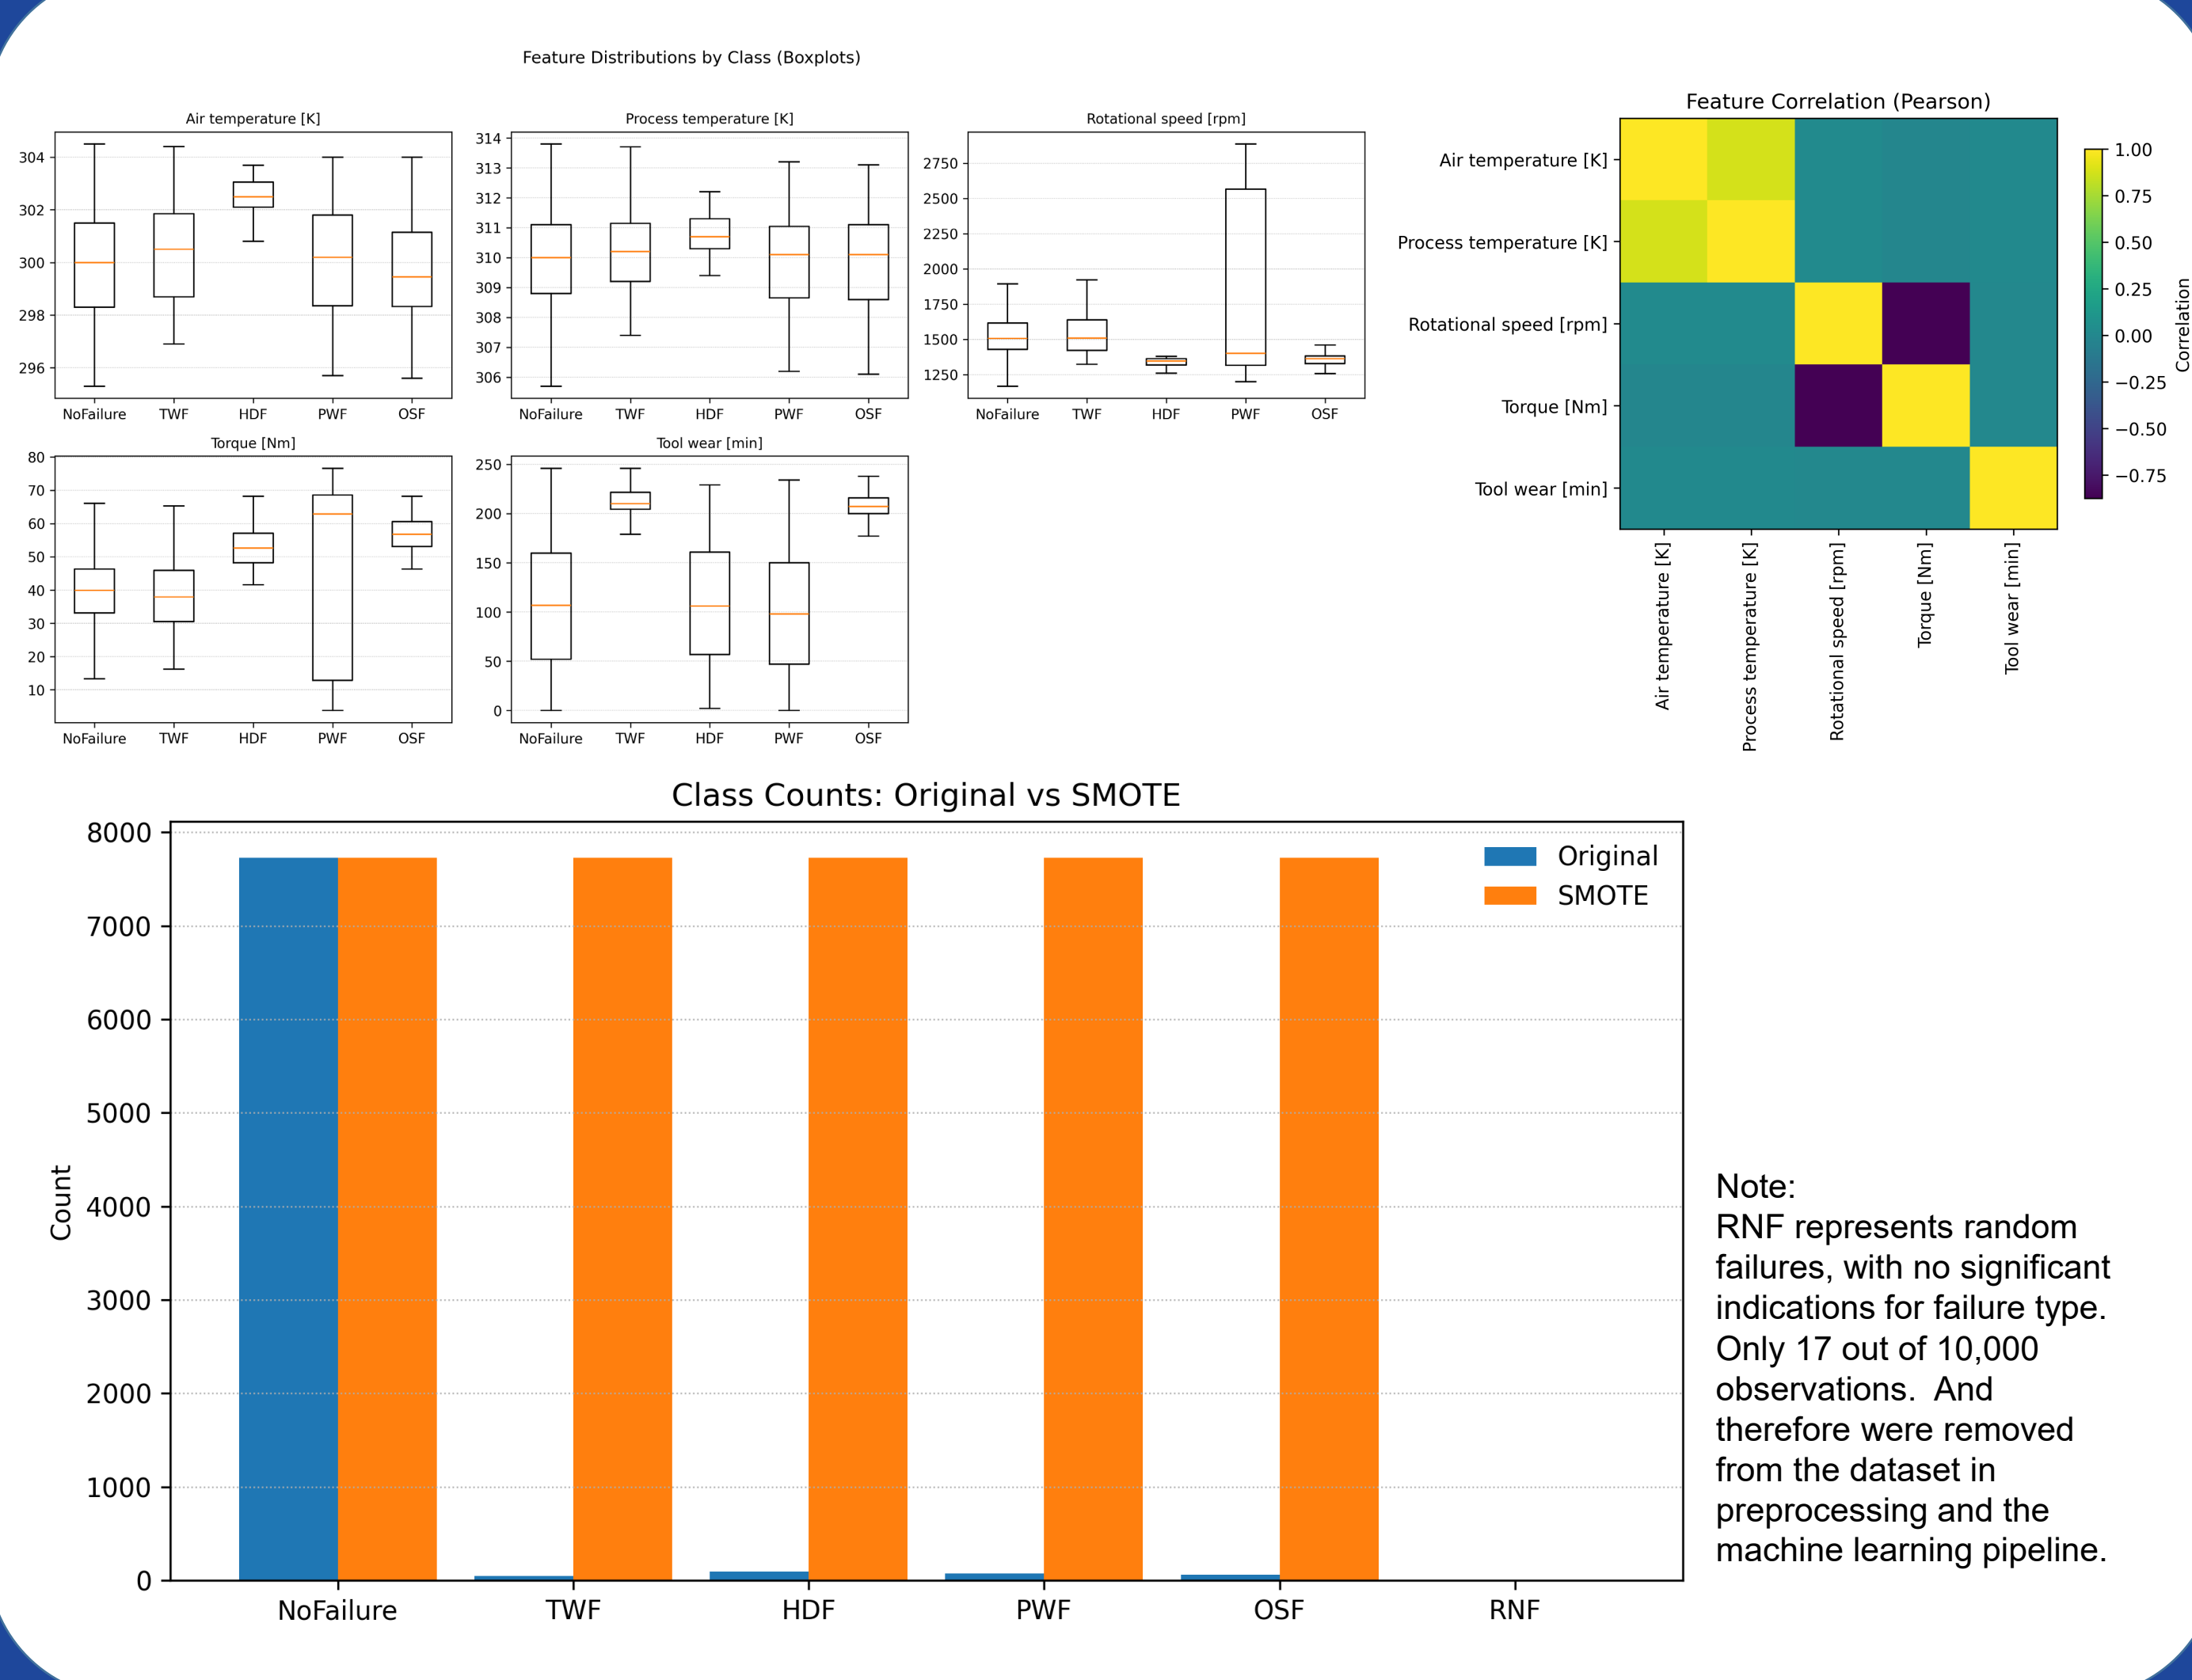 Feature Distributions by Class (Boxplots)
Air temperature [K]
304
302
300
298
296
NoFailure TWF HDF PWF OSF
Process temperature [K]
314
313
312
311
310
309
308
307
306
NoFailure TWF HDF PWF OSF
Rotational speed [rpm]
2750
2500
2250
2000
1750
1500
1250
NoFailure TWF HDF PWF OSF
Torque [Nm]
80
70
60
50
40
30
20
10
NoFailure TWF HDF PWF OSF
Tool wear [min]
250
200
150
100
50
0
NoFailure TWF HDF PWF OSF
Feature Correlation (Pearson)
Air temperature [K]
Process temperature [K]
Rotational speed [rpm]
Torque [Nm]
Tool wear [min]
Air temperature [K]
Process temperature [K]
Rotational speed [rpm]
Torque [Nm]
Tool wear [min]
1.00
0.75
0.50
0.25
0.00
−0.25
−0.50
−0.75
Correlation
Class Counts: Original vs SMOTE
8000
7000
6000
5000
4000
3000
2000
1000
0
Count
Original
SMOTE
NoFailure TWF HDF PWF OSF RNF
Note:
RNF represents random
failures, with no significant
indications for failure type.
Only 17 out of 10,000
observations.  And
therefore were removed
from the dataset in
preprocessing and the
machine learning pipeline.